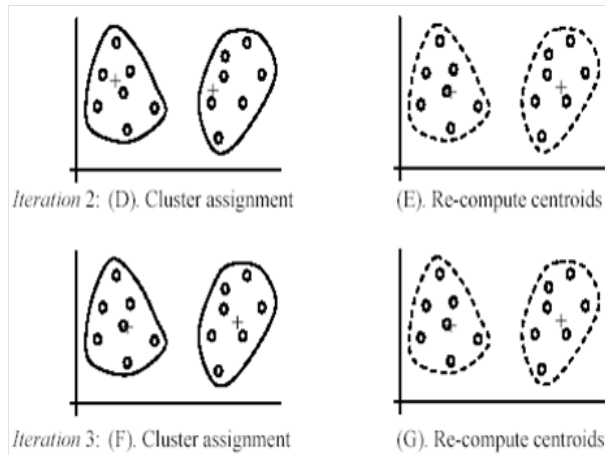 Iteration 2: (D). Cluster assignment
(E). Re-compute centroids
Iteration 3: (F). Cluster assignment
(G). Re-compute centroids